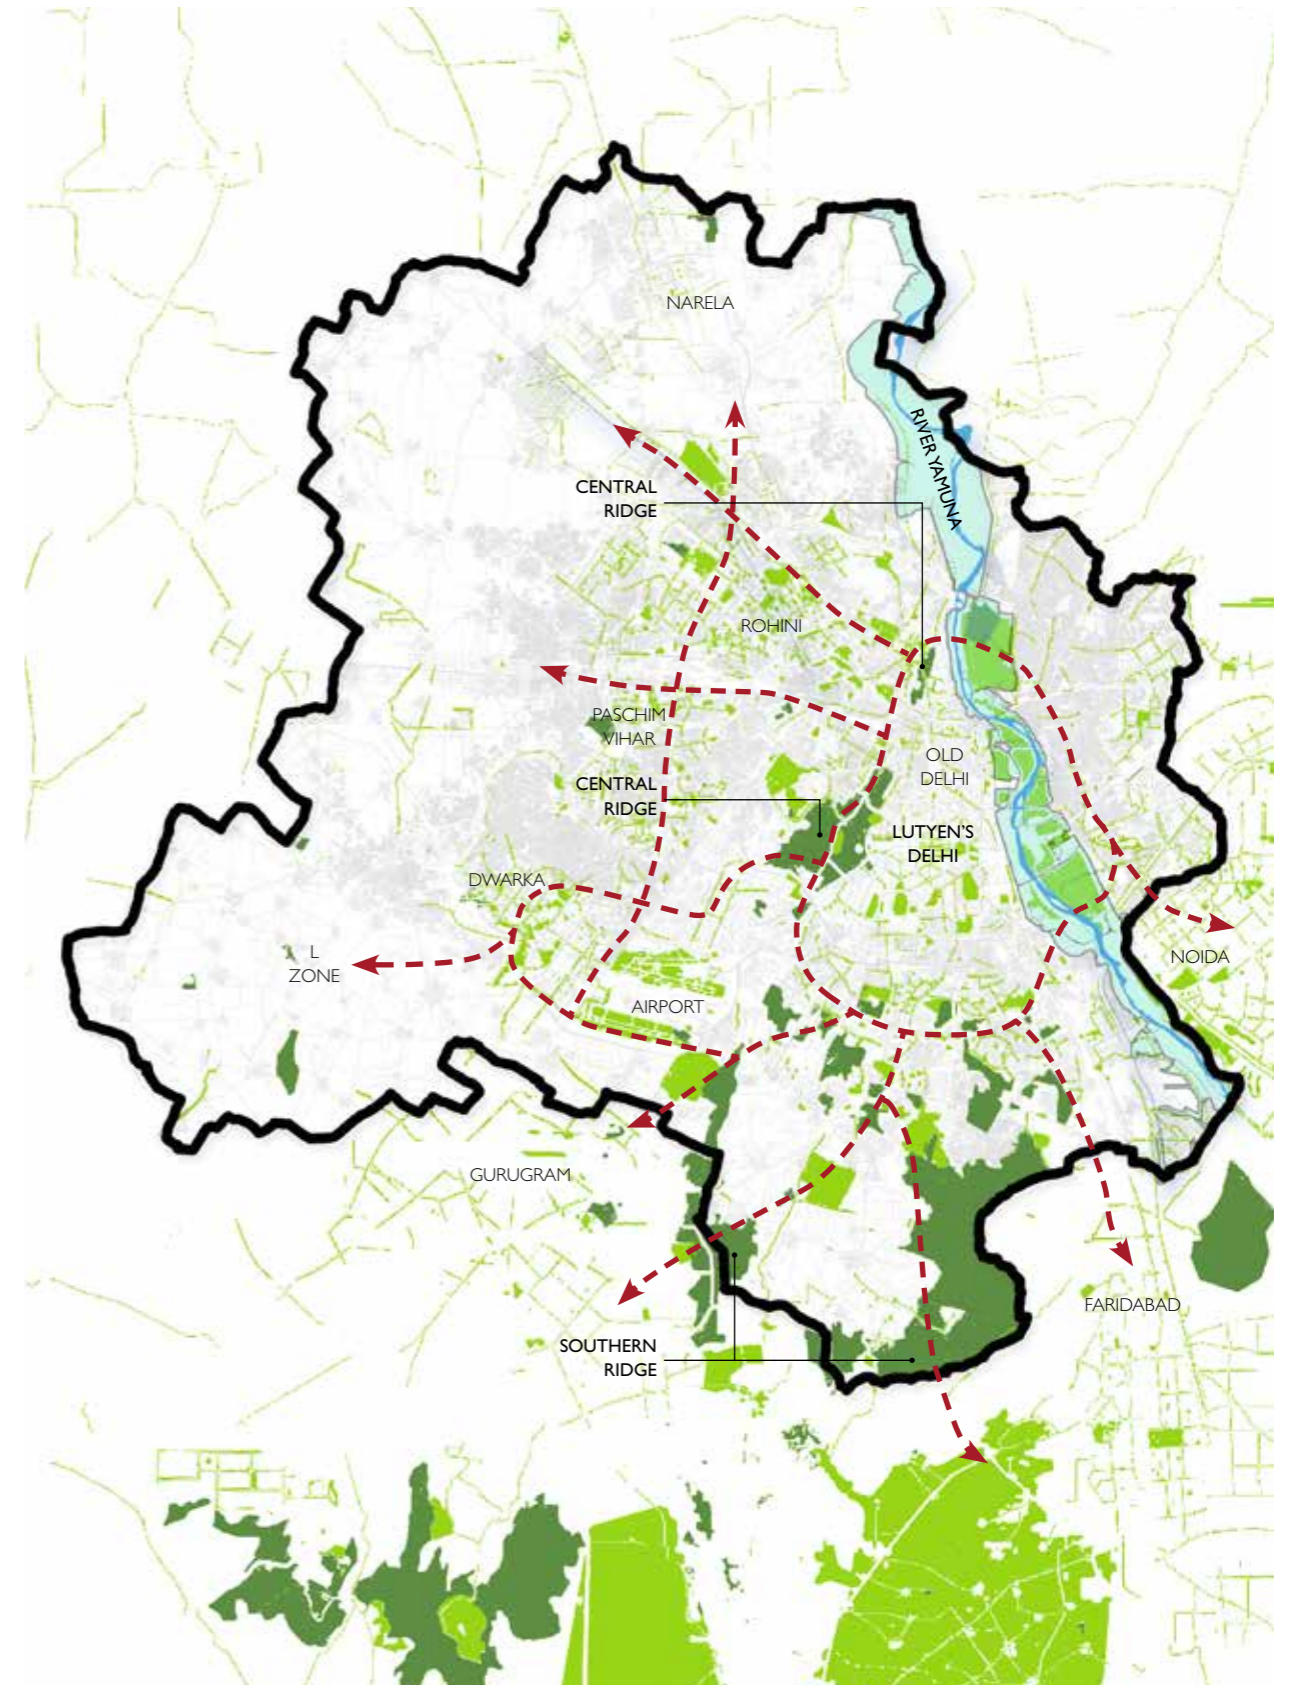 NARELA
CENTRAL
RIDGE
RIVER YAMUNA
ROHINI
PASCHIM
VIHAR
OLD
DELHI
CENTRAL
RIDGE
LUTYEN'S
DELHI
DWARKA
L
ZONE
NOIDA
AIRPORT
GURUGRAM
FARIDABAD
SOUTHERN
RIDGE